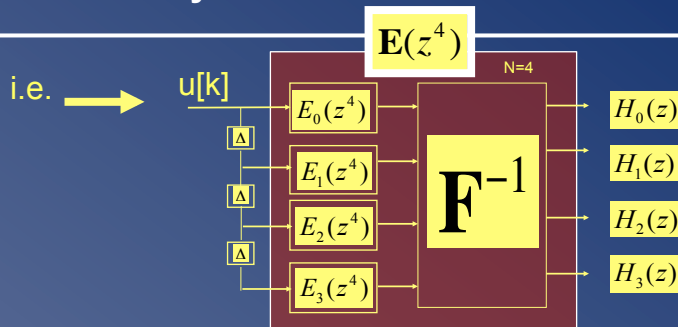 E(z⁴)
N=4
i.e.
u[k]
E₀(z⁴)
H₀(z)
Δ
E₁(z⁴)
H₁(z)
F⁻¹
Δ
E₂(z⁴)
H₂(z)
Δ
E₃(z⁴)
H₃(z)